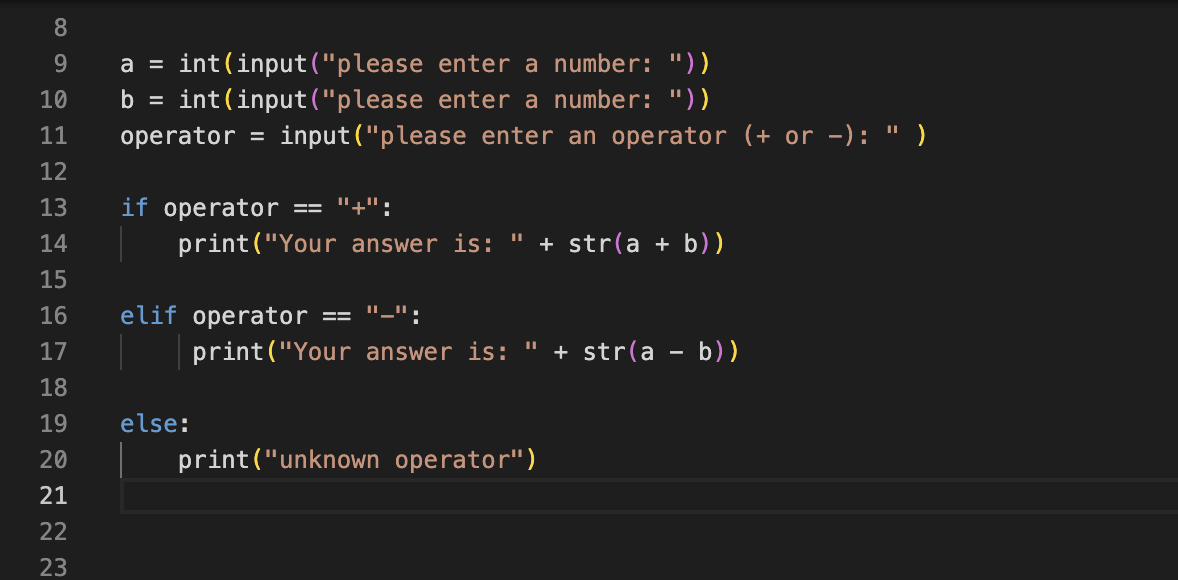 8
9 a = int(input("please enter a number: "))
10 b = int(input("please enter a number: "))
11 operator = input("please enter an operator (+ or -): " )
12
13 if operator == "+":
14     print("Your answer is: " + str(a + b))
15
16 elif operator == "-":
17      print("Your answer is: " + str(a - b))
18
19 else:
20     print("unknown operator")
21
22
23